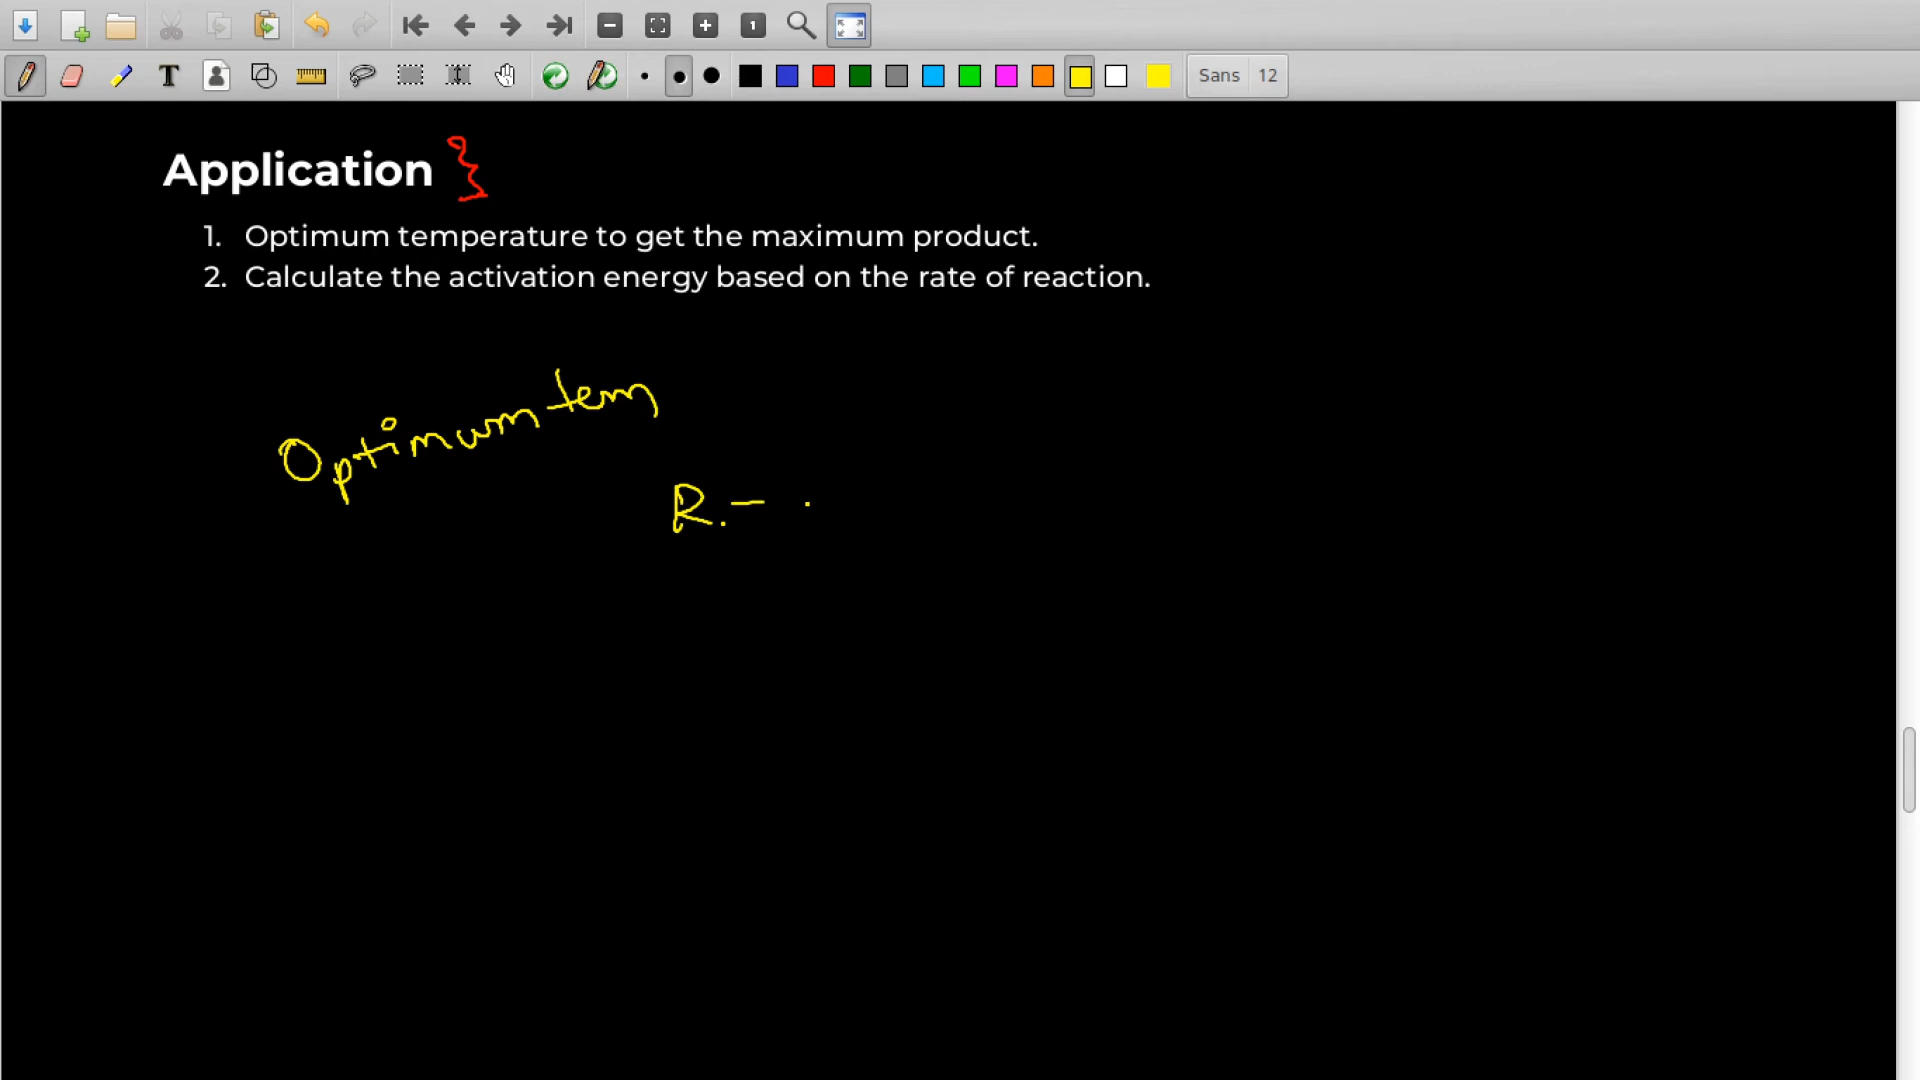 1
T Sans 12
Application
1. Optimum temperature to get the maximum product.
2. Calculate the activation energy based on the rate of reaction.
Optimum tem
R. -